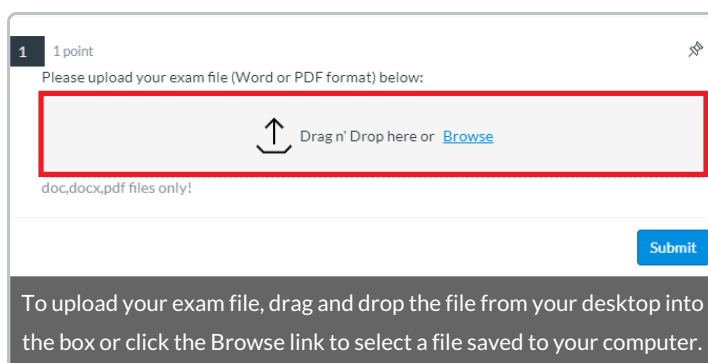 1 1 point
Please upload your exam file (Word or PDF format) below:
Drag n' Drop here or Browse
doc,docx,pdf files only!
Submit
To upload your exam file, drag and drop the file from your desktop into
the box or click the Browse link to select a file saved to your computer.